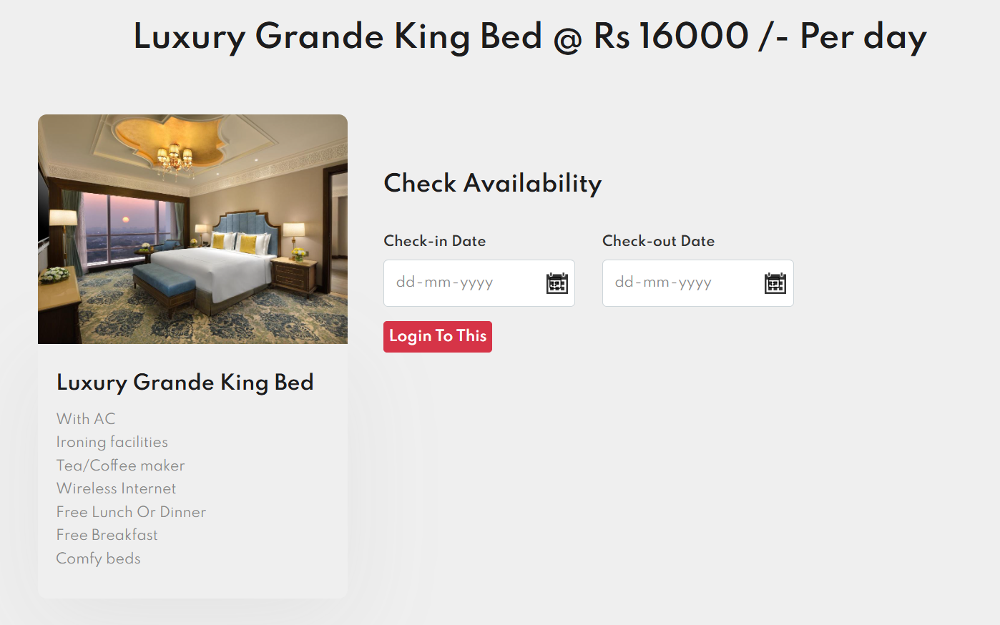 Luxury Grande King Bed @ Rs 16000 /- Per day
Check Availability
Check-in Date
Check-out Date
dd-mm-yyyy
dd-mm-yyyy
Login To This
Luxury Grande King Bed
With AC
Ironing facilities
Tea/Coffee maker
Wireless Internet
Free Lunch Or Dinner
Free Breakfast
Comfy beds